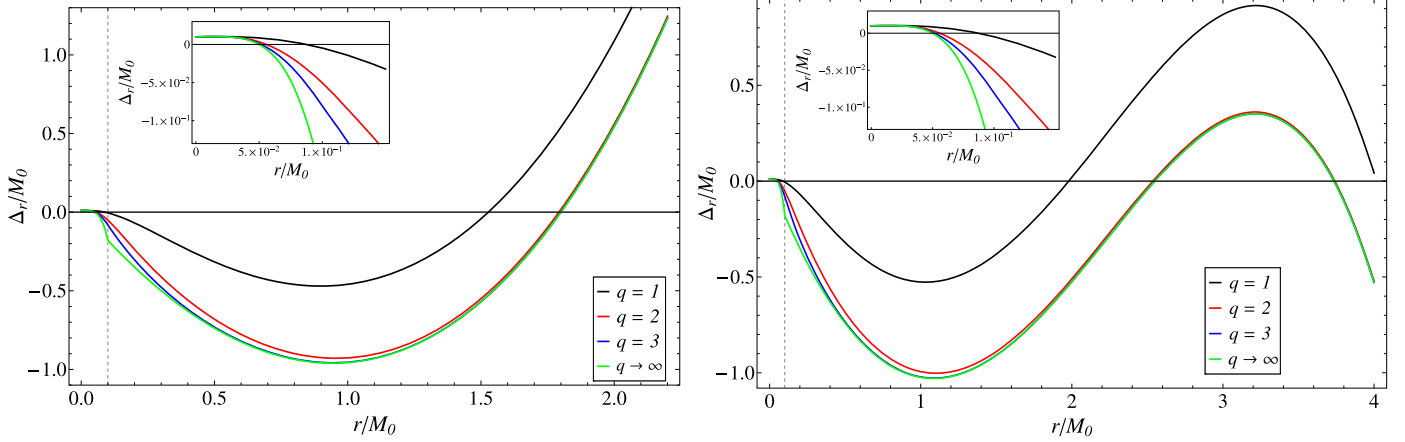 1.0
0.5
0.0
−0.5
−1.0
Δr/M0
0.0
0.5
1.0
1.5
2.0
r/M0
0
−5.×10−2
−1.×10−1
Δr/M0
0
5.×10−2
1.×10−1
r/M0
q = 1
q = 2
q = 3
q → ∞
0.5
0.0
−0.5
−1.0
Δr/M0
0
1
2
3
4
r/M0
0
−5.×10−2
−1.×10−1
Δr/M0
0
5.×10−2
1.×10−1
r/M0
q = 1
q = 2
q = 3
q → ∞